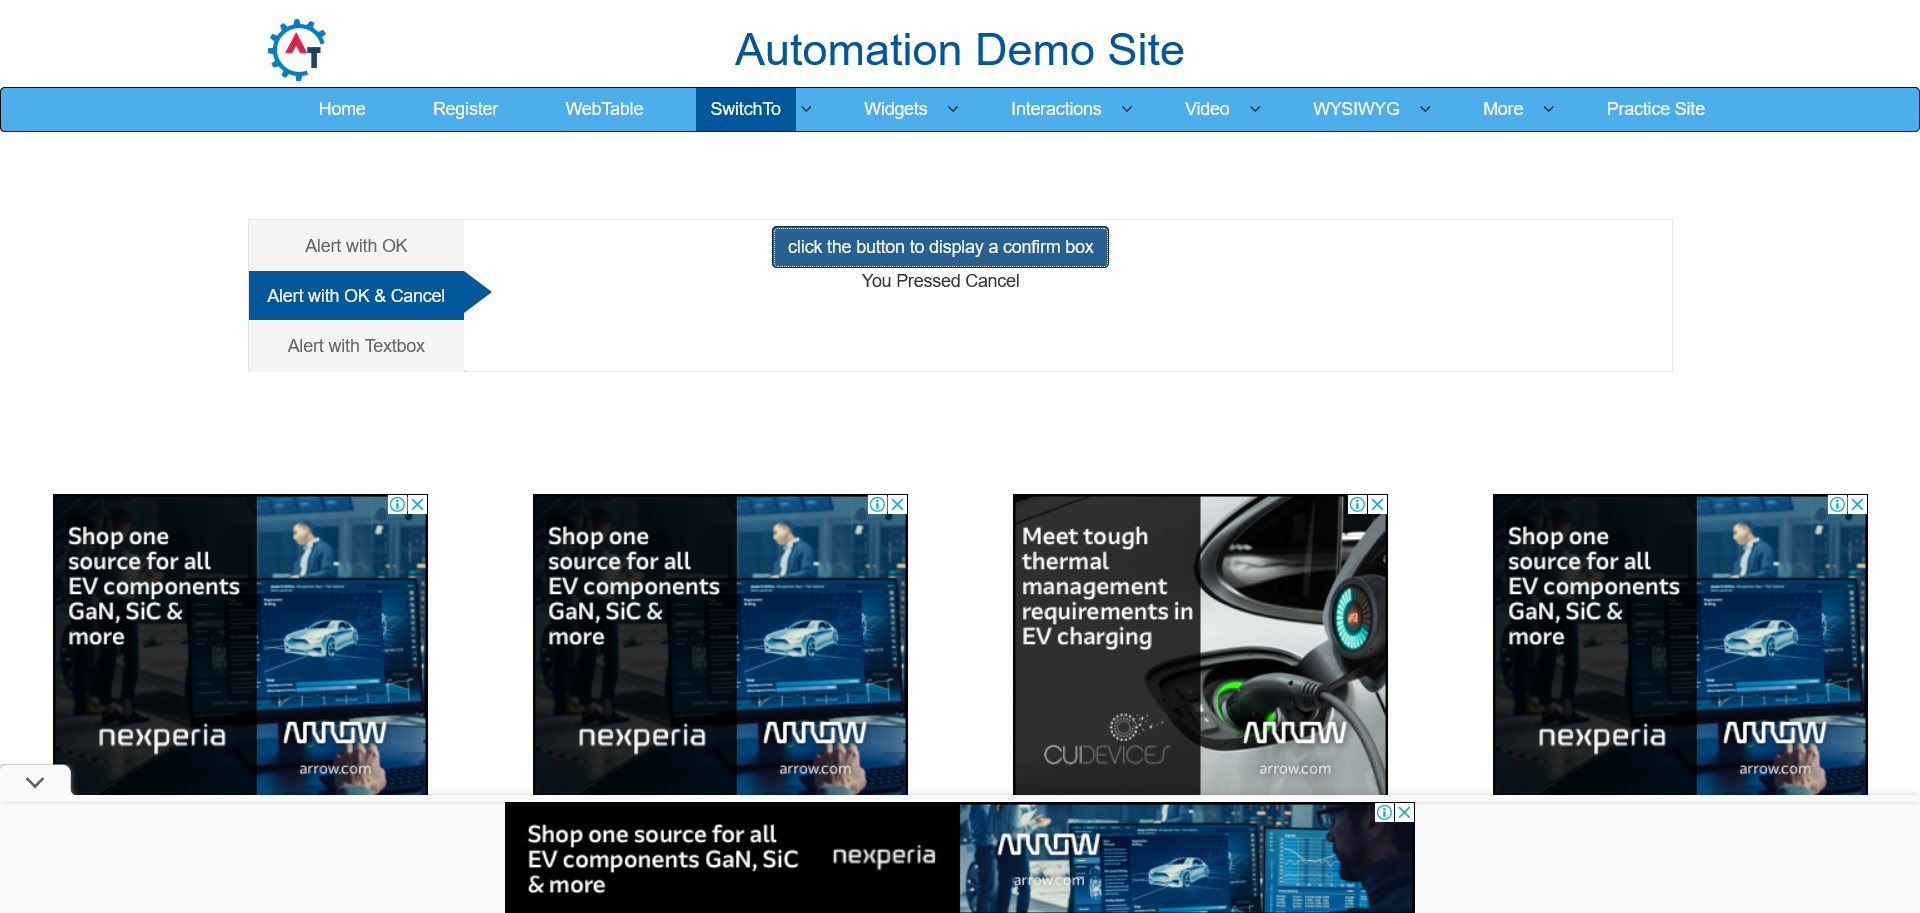 AT
Automation Demo Site
Home
Register
WebTable
SwitchTo
Widgets
Interactions
Video
WYSIWYG
More
Practice Site
Alert with OK
Alert with OK & Cancel
Alert with Textbox
click the button to display a confirm box
You Pressed Cancel
Shop one
source for all
EV components
GaN, SiC &
more
nexperia
ARROW
arrow.com
Shop one
source for all
EV components
GaN, SiC &
more
nexperia
ARROW
arrow.com
Meet tough
thermal
management
requirements in
EV charging
CUIDEVICES
ARROW
arrow.com
Shop one
source for all
EV components
GaN, SiC &
more
nexperia
ARROW
arrow.com
Shop one source for all
EV components GaN, SiC
& more
nexperia
ARROW
arrow.com